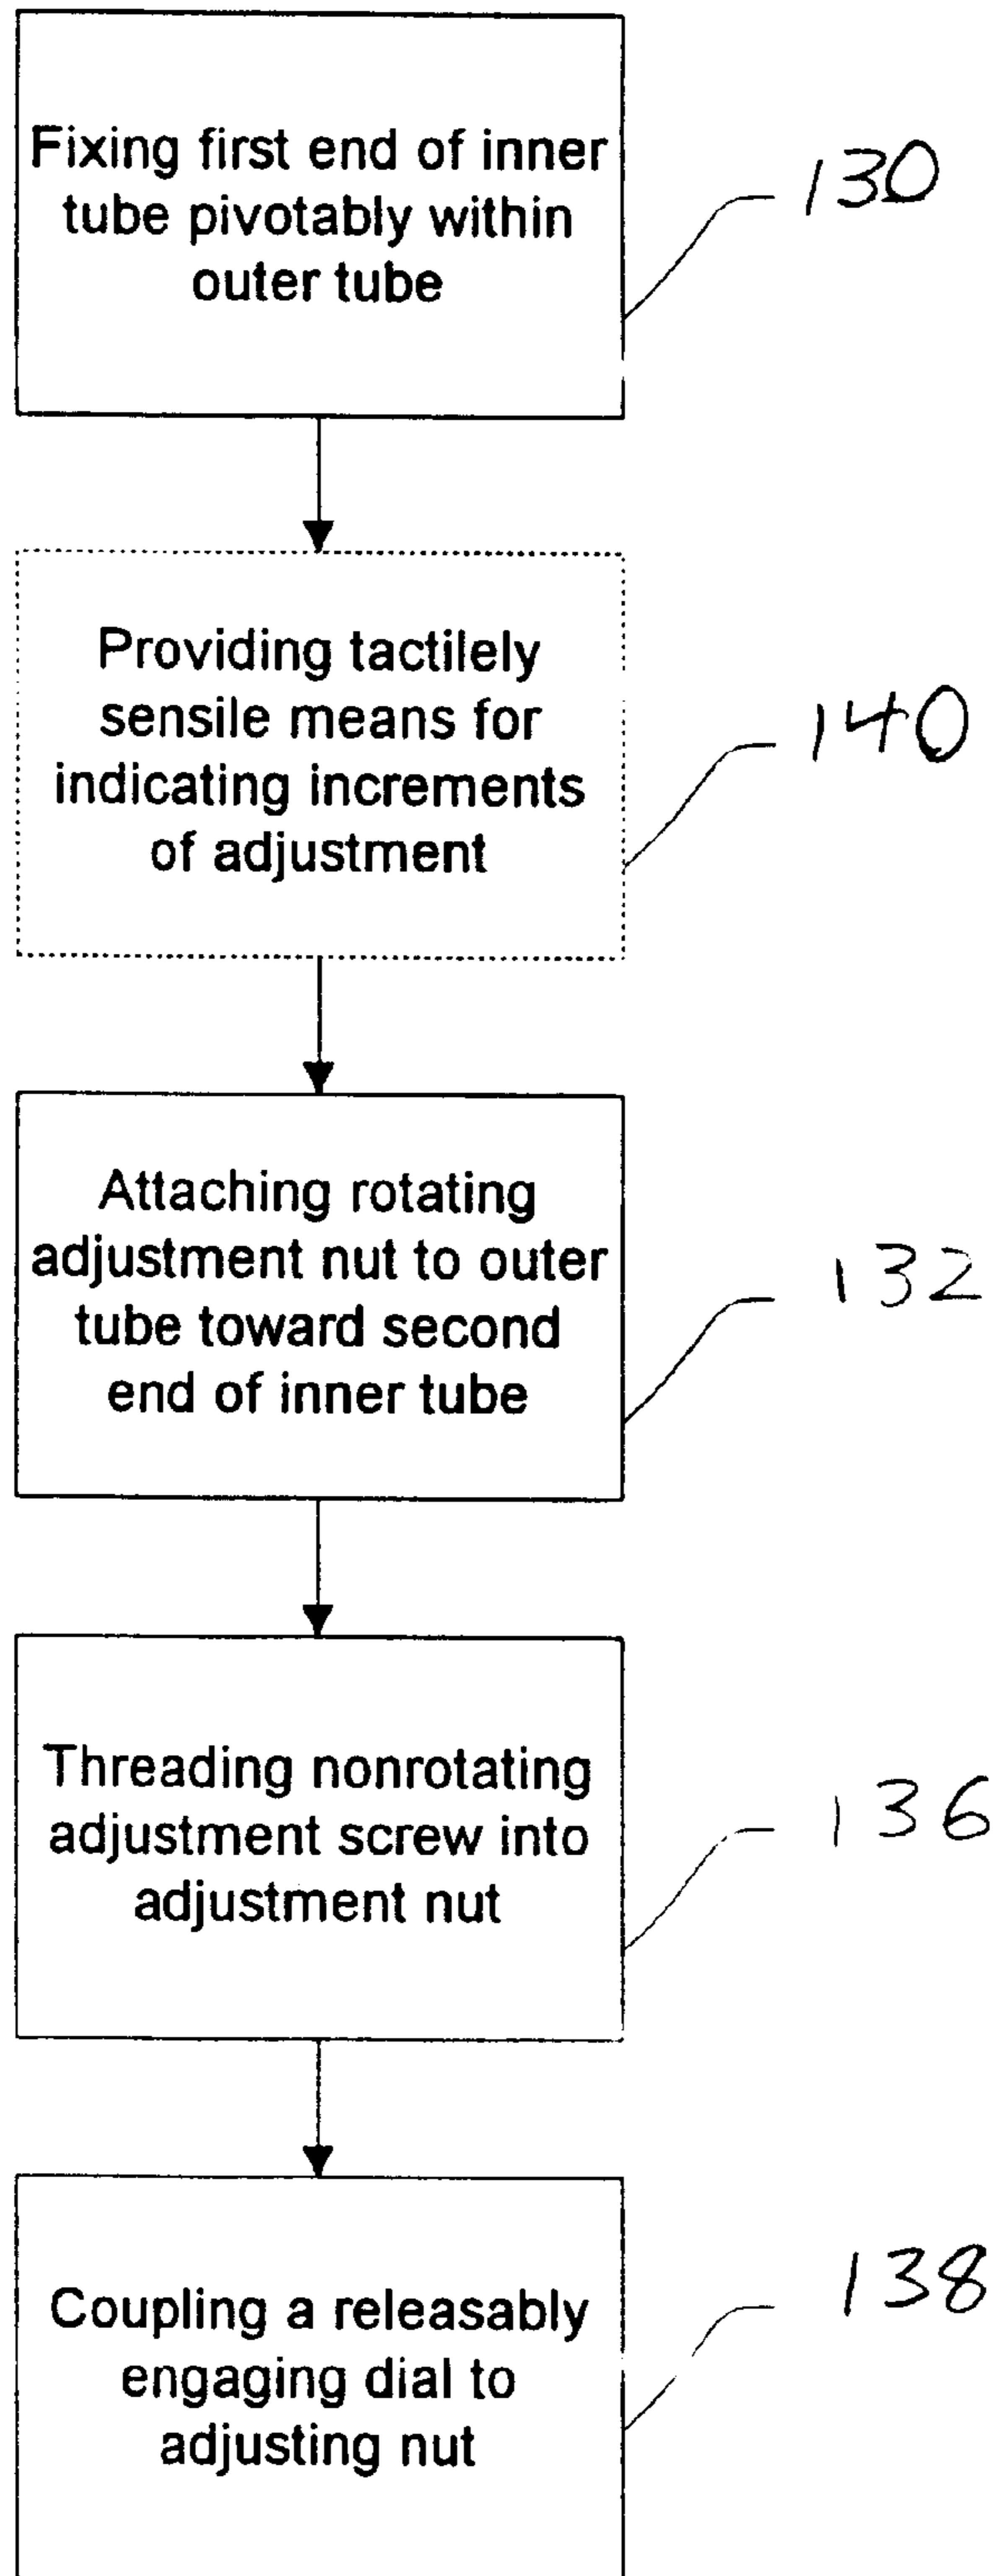 Fixing first end of inner
tube pivotably within
outer tube
130
Providing tactilely
sensile means for
indicating increments
of adjustment
140
Attaching rotating
adjustment nut to outer
tube toward second
end of inner tube
132
Threading nonrotating
adjustment screw into
adjustment nut
136
Coupling a releasably
engaging dial to
adjusting nut
138